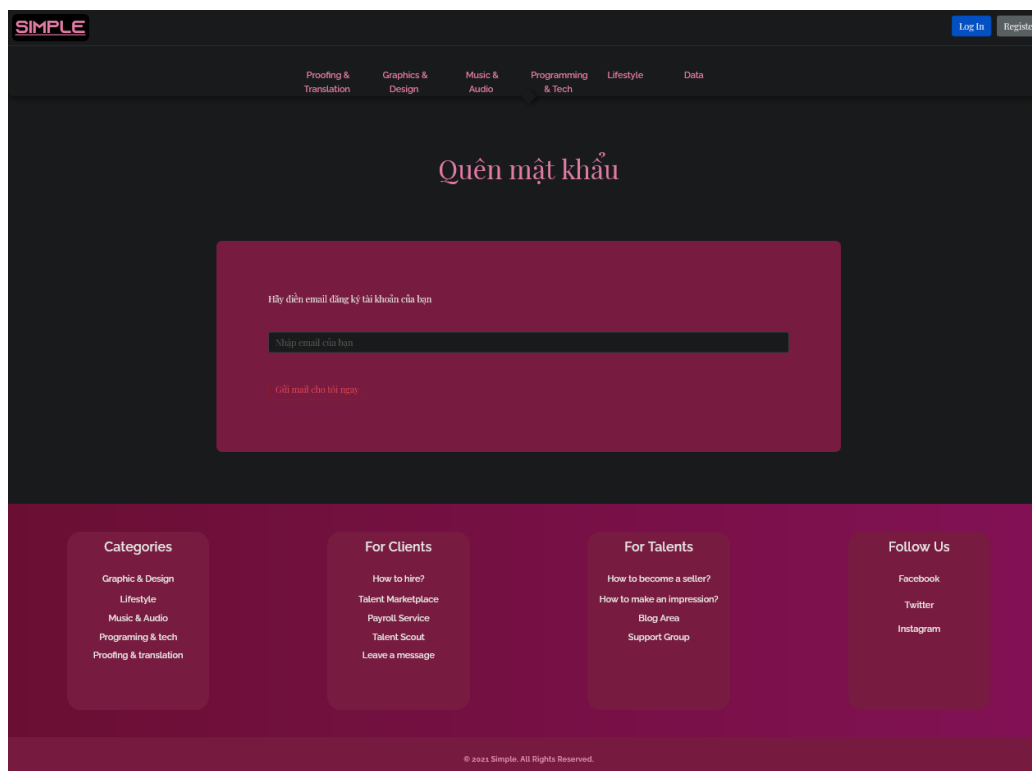 SIMPLE
Log In
Proofing &
Translation
Graphics &
Design
Music &
Audio
Programming
& Tech
Lifestyle
Data
Quên mật khẩu
Hãy điền email đăng ký tài khoản của bạn
Nhập email của bạn
Gửi mail cho tôi ngay
Categories
Graphic & Design
Lifestyle
Music & Audio
Programing & tech
Proofing & translation
For Clients
How to hire?
Talent Marketplace
Payroll Service
Talent Scout
Leave a message
For Talents
How to become a seller?
How to make an impression?
Blog Area
Support Group
Follow Us
Facebook
Twitter
Instagram
© 2021 Simple. All Rights Reserved.